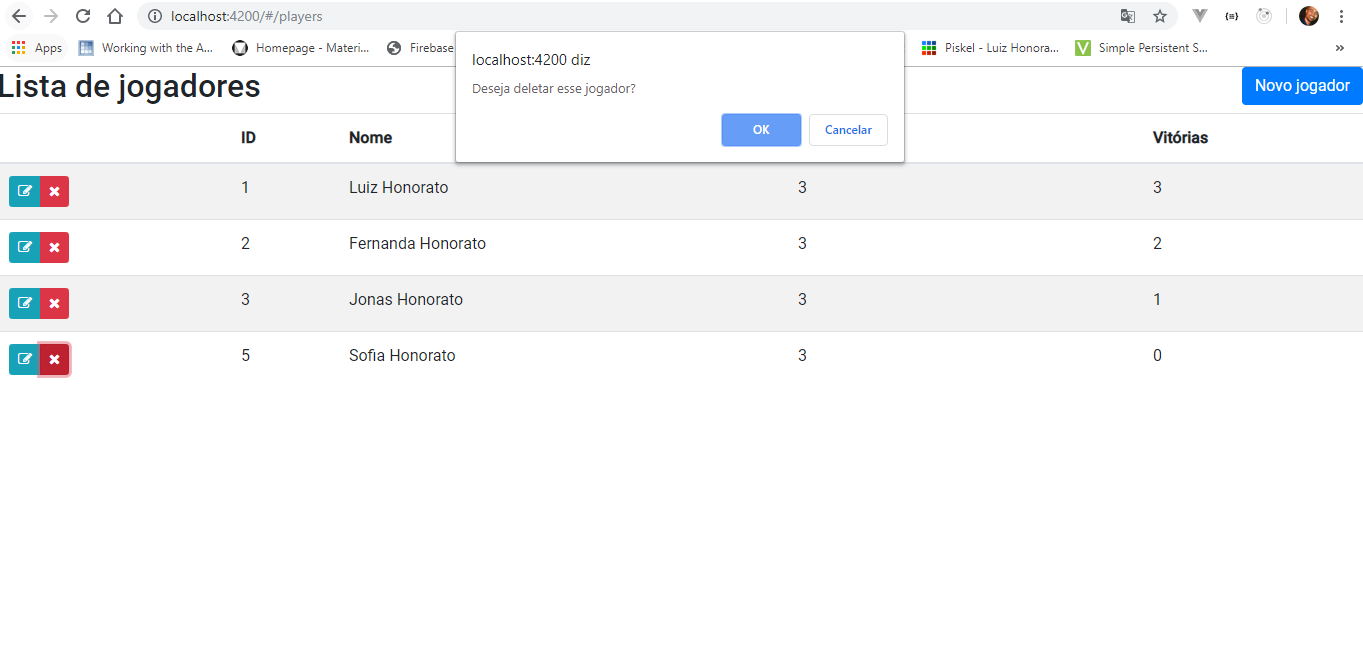 localhost:4200/#/players
Apps Working with the A... Homepage - Materi... Firebase Piskel - Luiz Honora... Simple Persistent S... »
localhost:4200 diz
Deseja deletar esse jogador?
OK Cancelar
Lista de jogadores Novo jogador
ID Nome Vitórias
1 Luiz Honorato 3 3
2 Fernanda Honorato 3 2
3 Jonas Honorato 3 1
5 Sofia Honorato 3 0